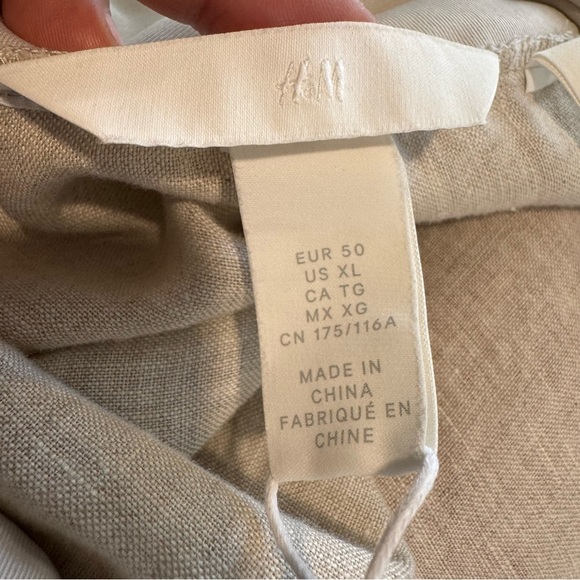 H&M
EUR 50
US XL
CA TG
MX XG
CN 175/116A
MADE IN
CHINA
FABRIQUÉ EN
CHINE